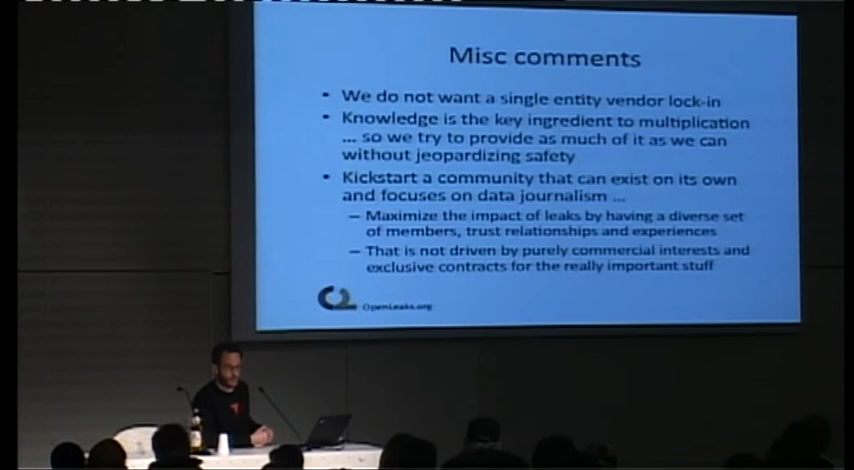 Misc comments
• We do not want a single entity vendor lock-in
• Knowledge is the key ingredient to multiplication
... so we try to provide as much of it as we can
without jeopardizing safety
• Kickstart a community that can exist on its own
and focuses on data journalism ...
– Maximize the impact of leaks by having a diverse set
of members, trust relationships and experiences
– That is not driven by purely commercial interests and
exclusive contracts for the really important stuff
OpenLeaks.org